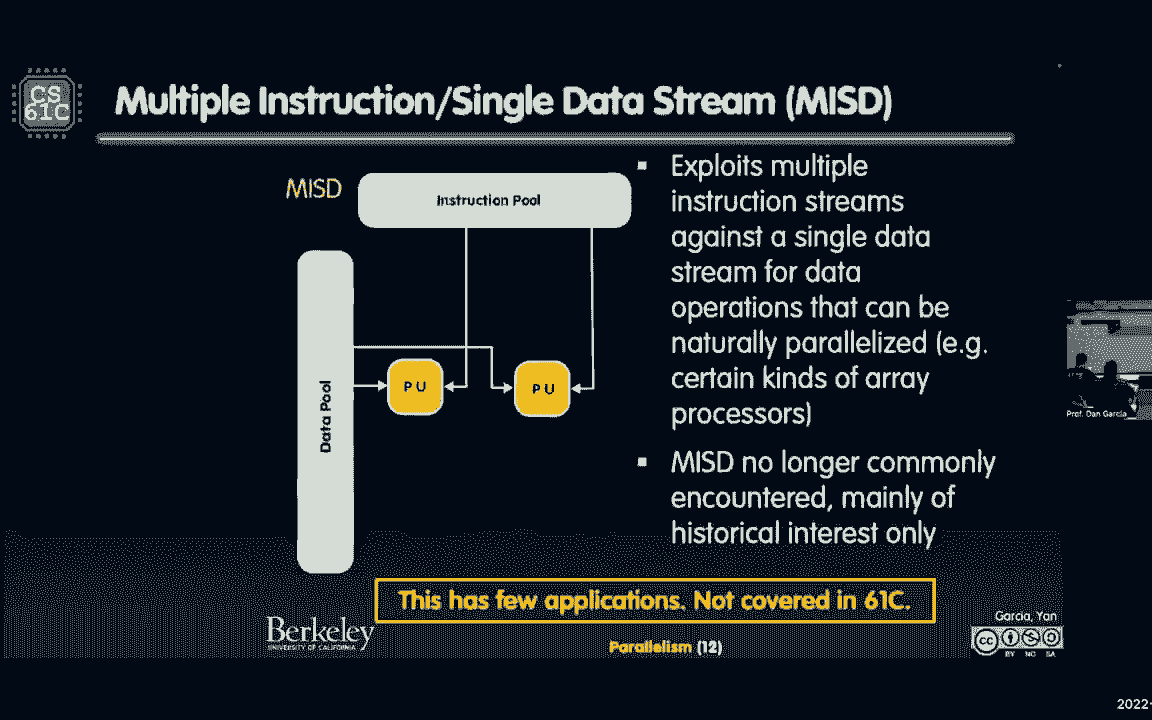 CS
61C
Multiple Instruction/Single Data Stream (MISD)
MISD
Instruction Pool
Data Pool
PU
PU
▪ Exploits multiple
instruction streams
against a single data
stream for data
operations that can be
naturally parallelized (e.g.
certain kinds of array
processors)
▪ MISD no longer commonly
encountered, mainly of
historical interest only
This has few applications. Not covered in 61C.
Berkeley
UNIVERSITY OF CALIFORNIA
Parallelism (12)
Garcia, Yan
cc
BY NC SA
Prof. Dan Garcia
2022-